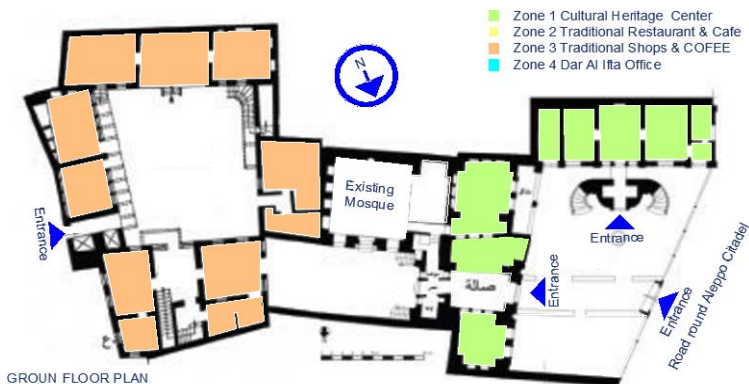 Zone 1 Cultural Heritage Center
Zone 2 Traditional Restaurant & Cafe
Zone 3 Traditional Shops & COFEE
Zone 4 Dar Al Ifta Office
N
Existing
Mosque
Entrance
Entrance
صالة
Entrance
Entrance
Road round Aleppo Citadel
GROUN FLOOR PLAN